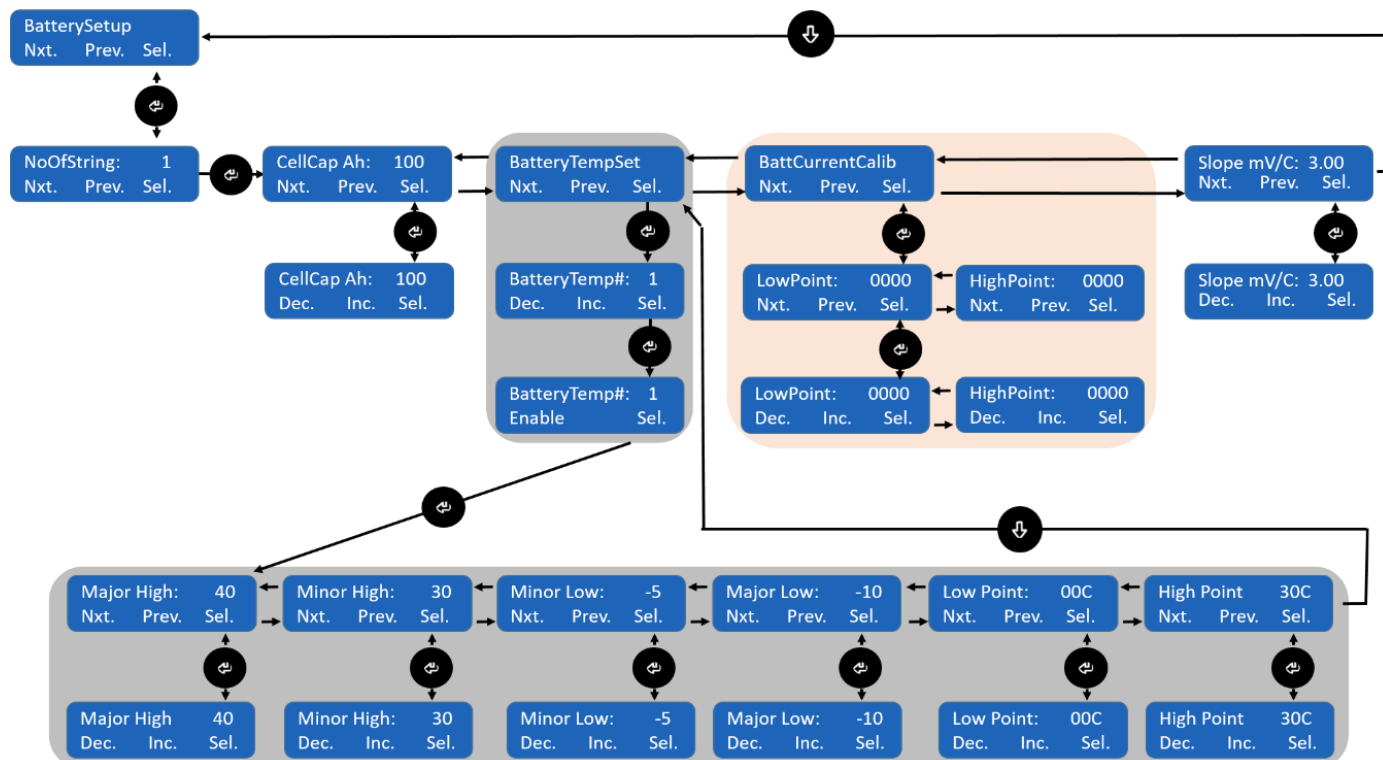 BatterySetup
Nxt. Prev. Sel.
NoOfString: 1
Nxt. Prev. Sel.
CellCap Ah: 100
Nxt. Prev. Sel.
BatteryTempSet
Nxt. Prev. Sel.
BattCurrentCalib
Nxt. Prev. Sel.
Slope mV/C: 3.00
Nxt. Prev. Sel.
CellCap Ah: 100
Dec. Inc. Sel.
BatteryTemp#: 1
Dec. Inc. Sel.
LowPoint: 0000
Nxt. Prev. Sel.
HighPoint: 0000
Nxt. Prev. Sel.
Slope mV/C: 3.00
Dec. Inc. Sel.
BatteryTemp#: 1
Enable Sel.
LowPoint: 0000
Dec. Inc. Sel.
HighPoint: 0000
Dec. Inc. Sel.
Major High: 40
Nxt. Prev. Sel.
Minor High: 30
Nxt. Prev. Sel.
Minor Low: -5
Nxt. Prev. Sel.
Major Low: -10
Nxt. Prev. Sel.
Low Point: 00C
Nxt. Prev. Sel.
High Point 30C
Nxt. Prev. Sel.
Major High 40
Dec. Inc. Sel.
Minor High: 30
Dec. Inc. Sel.
Minor Low: -5
Dec. Inc. Sel.
Major Low: -10
Dec. Inc. Sel.
Low Point: 00C
Dec. Inc. Sel.
High Point 30C
Dec. Inc. Sel.